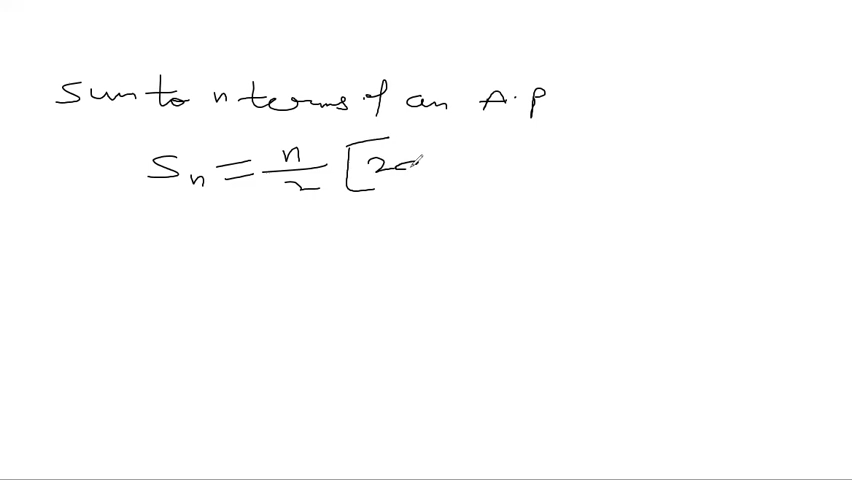 Sum to n terms of an A.P
Sn = n/2 [2a